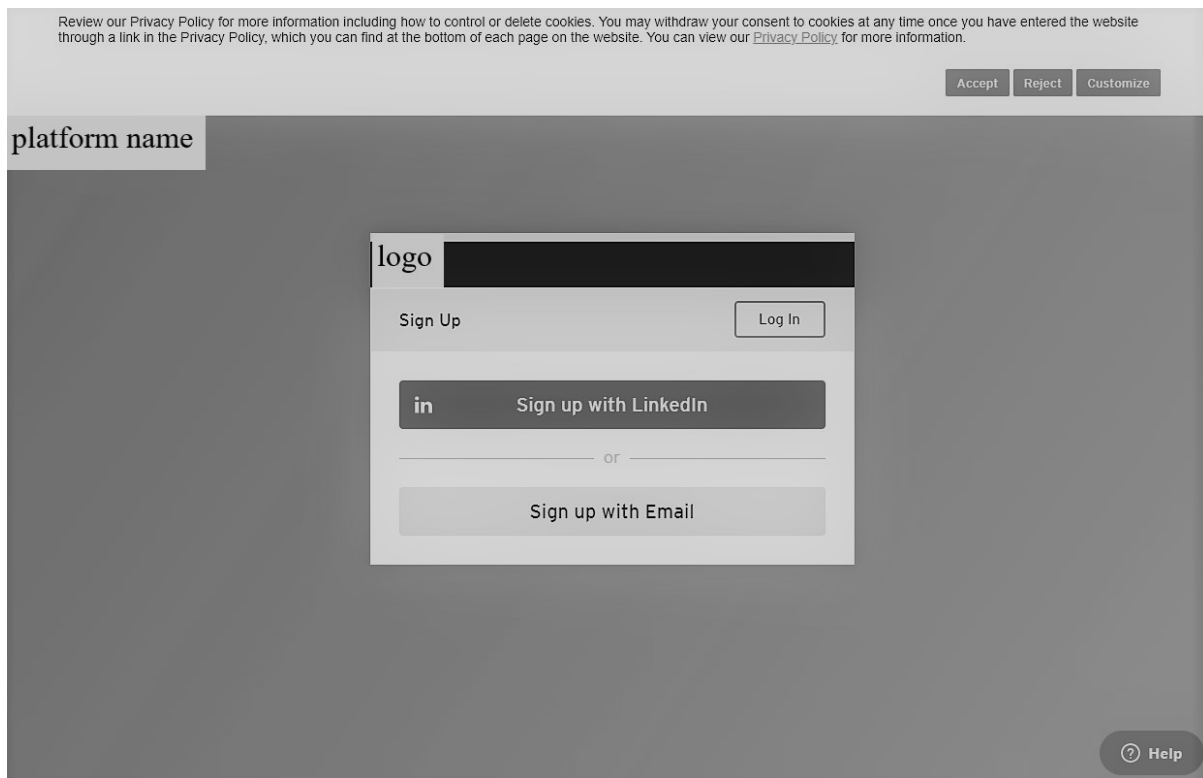 Review our Privacy Policy for more information including how to control or delete cookies. You may withdraw your consent to cookies at any time once you have entered the website
through a link in the Privacy Policy, which you can find at the bottom of each page on the website. You can view our Privacy Policy for more information.
Accept Reject Customize
platform name
logo
Sign Up Log In
in Sign up with LinkedIn
or
Sign up with Email
? Help